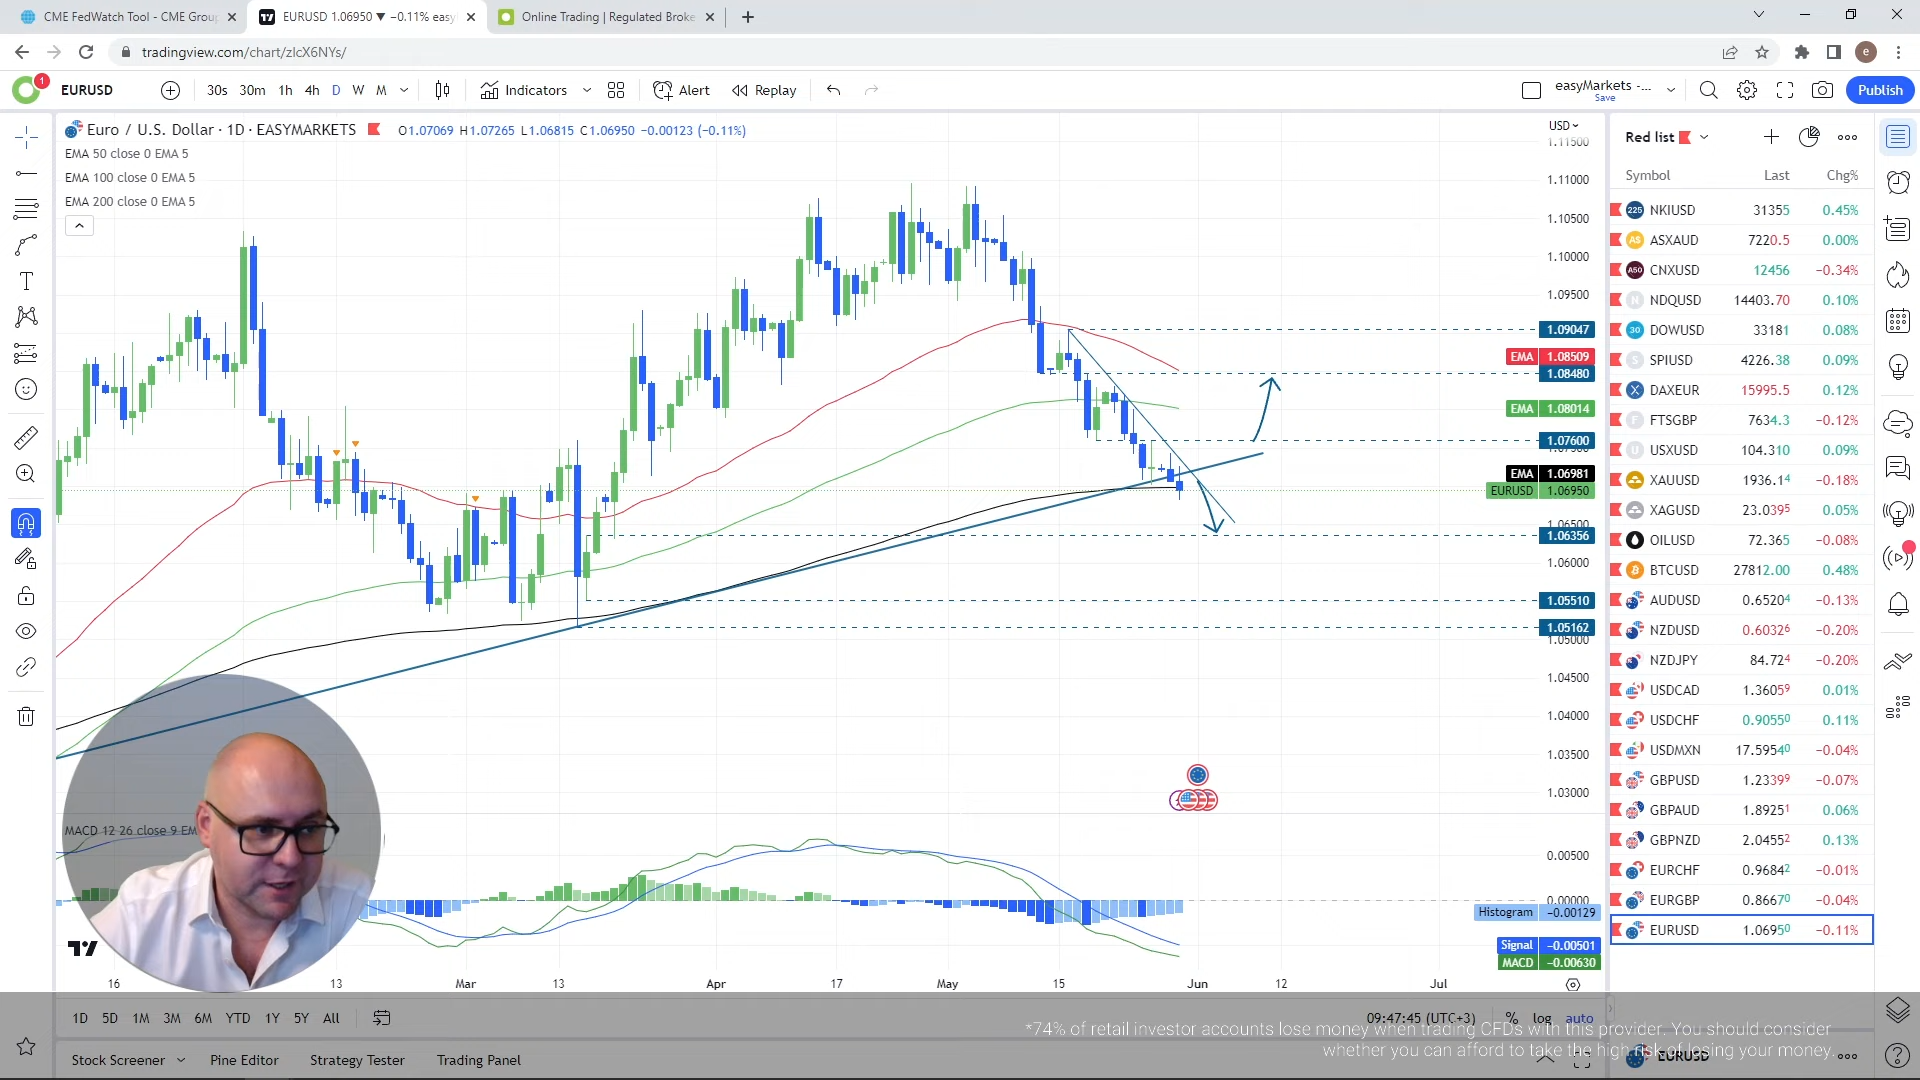 CME FedWatch Tool - CME Group
EURUSD 1.06950 ▼ −0.11% easy
Online Trading | Regulated Broke
tradingview.com/chart/zlcX6NYs/
e
1
EURUSD
30s 30m 1h 4h D W M
Indicators
Alert
Replay
easyMarkets -...
Save
Publish
Euro / U.S. Dollar · 1D · EASYMARKETS
O1.07069 H1.07265 L1.06815 C1.06950 −0.00123 (−0.11%)
EMA 50 close 0 EMA 5
EMA 100 close 0 EMA 5
EMA 200 close 0 EMA 5
USD
1.11500
1.11000
1.10500
1.10000
1.09500
1.09047
EMA 1.08509
1.08480
EMA 1.08014
1.07600
EMA 1.06981
EURUSD 1.06950
1.06500
1.06356
1.06000
1.05510
1.05162
1.05000
1.04500
1.04000
1.03500
1.03000
MACD 12 26 close 9 EM
0.00500
0.00000
Histogram −0.00129
Signal −0.00501
MACD −0.00630
16 13 Mar 13 Apr 17 May 15 Jun 12 Jul
1D 5D 1M 3M 6M YTD 1Y 5Y All
09:47:45 (UTC+3) % log auto
Stock Screener Pine Editor Strategy Tester Trading Panel
*74% of retail investor accounts lose money when trading CFDs with this provider. You should consider
whether you can afford to take the high risk of losing your money.
Red list
Symbol Last Chg%
NKIUSD 31355 0.45%
ASXAUD 7220.5 0.00%
CNXUSD 12456 −0.34%
NDQUSD 14403.70 0.10%
DOWUSD 33181 0.08%
SPIUSD 4226.38 0.09%
DAXEUR 15995.5 0.12%
FTSGBP 7634.3 −0.12%
USXUSD 104.310 0.09%
XAUUSD 1936.14 −0.18%
XAGUSD 23.0395 0.05%
OILUSD 72.365 −0.08%
BTCUSD 27812.00 0.48%
AUDUSD 0.65204 −0.13%
NZDUSD 0.60326 −0.20%
NZDJPY 84.724 −0.20%
USDCAD 1.36059 0.01%
USDCHF 0.90550 0.11%
USDMXN 17.59540 −0.04%
GBPUSD 1.23399 −0.07%
GBPAUD 1.89251 0.06%
GBPNZD 2.04552 0.13%
EURCHF 0.96842 −0.01%
EURGBP 0.86670 −0.04%
EURUSD 1.06950 −0.11%
EURUSD